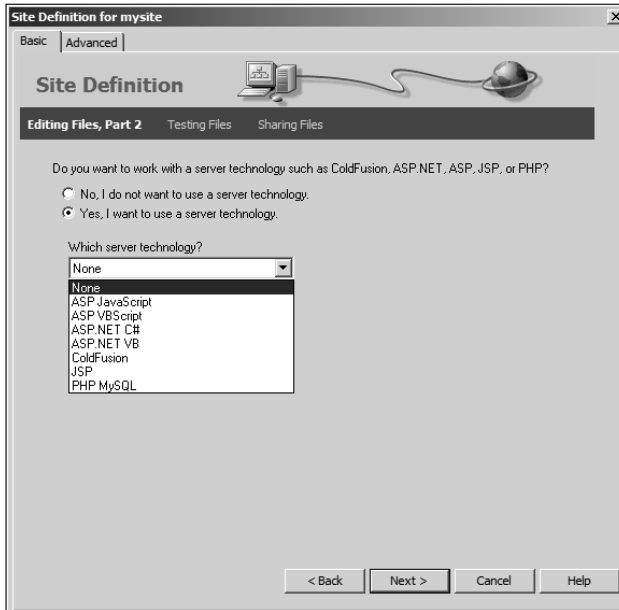 Site Definition for mysite
Basic Advanced
Site Definition
Editing Files, Part 2 Testing Files Sharing Files
Do you want to work with a server technology such as ColdFusion, ASP.NET, ASP, JSP, or PHP?
No, I do not want to use a server technology.
Yes, I want to use a server technology.
Which server technology?
None
None
ASP JavaScript
ASP VBScript
ASP.NET C#
ASP.NET VB
ColdFusion
JSP
PHP MySQL
< Back Next > Cancel Help